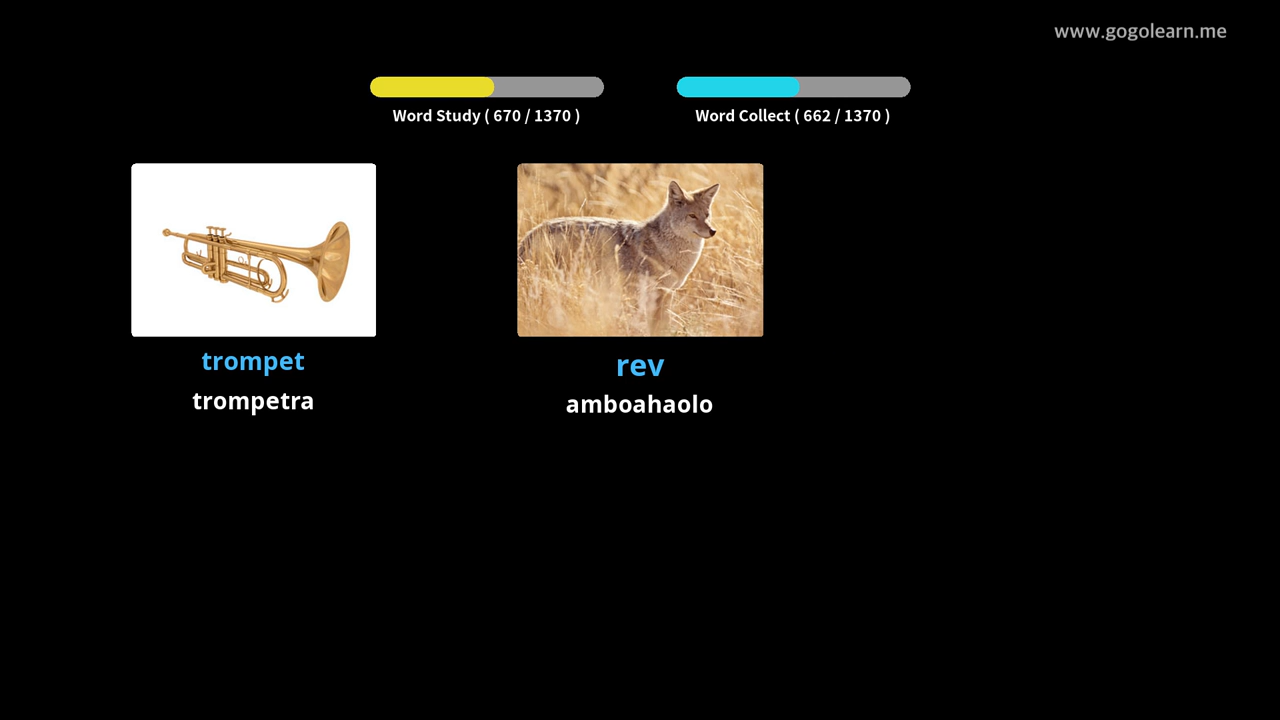 www.gogolearn.me
Word Study ( 670 / 1370 )
Word Collect ( 662 / 1370 )
trompet
trompetra
rev
amboahaolo